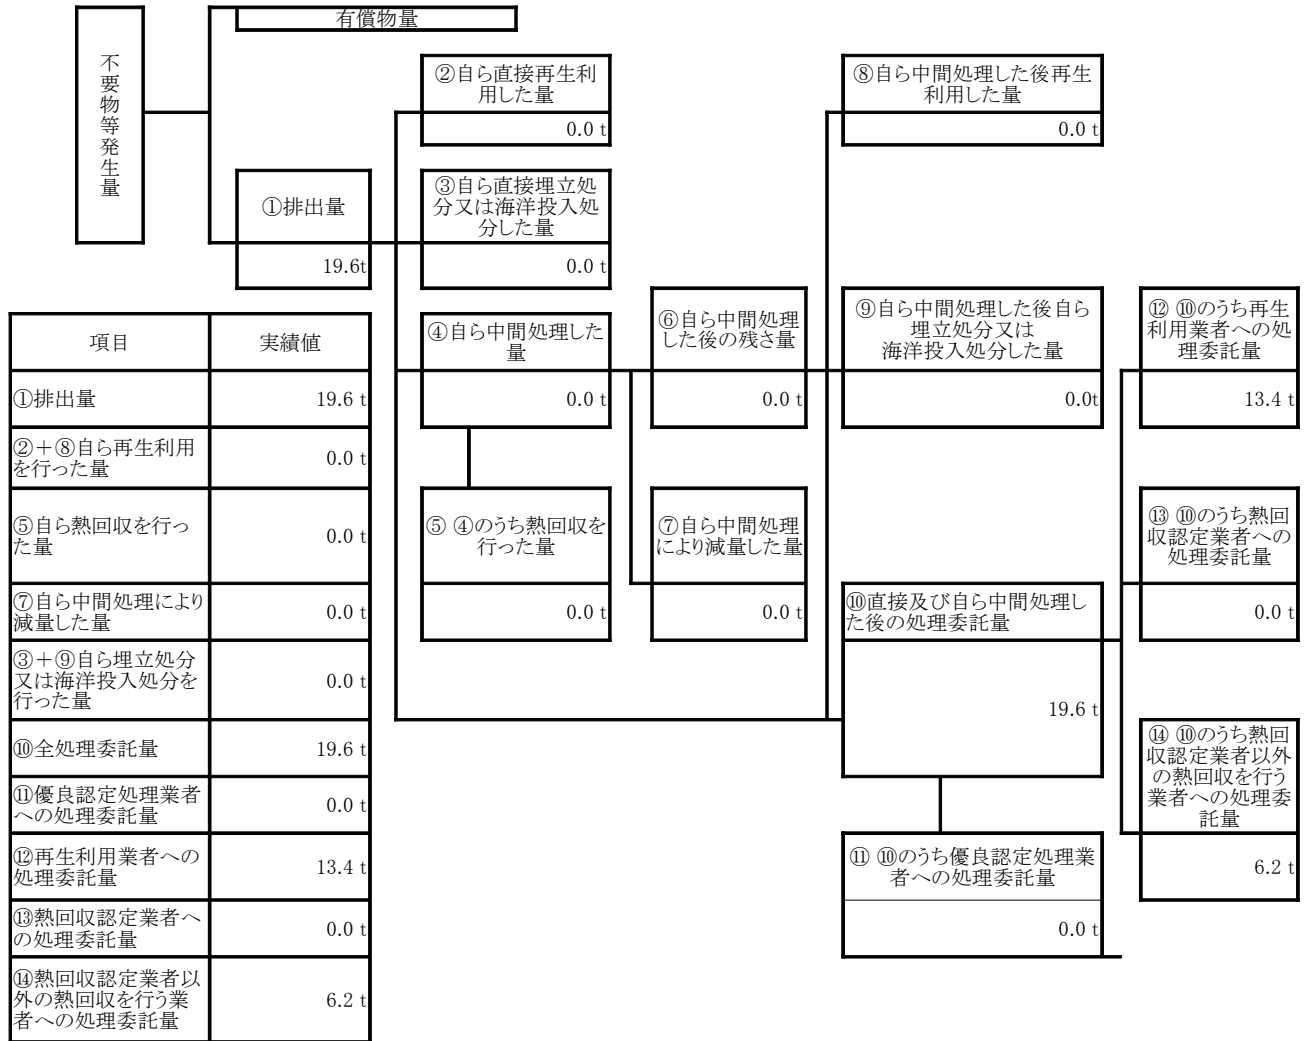 有償物量
不要物等発生量
②自ら直接再生利
用した量
0.0 t
⑧自ら中間処理した後再生
利用した量
0.0 t
①排出量
19.6t
③自ら直接埋立処
分又は海洋投入処
分した量
0.0 t
④自ら中間処理した
量
0.0 t
⑥自ら中間処理
した後の残さ量
0.0 t
⑨自ら中間処理した後自ら
埋立処分又は
海洋投入処分した量
0.0t
⑫ ⑩のうち再生
利用業者への処
理委託量
13.4 t
⑤ ④のうち熱回収を
行った量
0.0 t
⑦自ら中間処理
により減量した量
0.0 t
⑩直接及び自ら中間処理し
た後の処理委託量
19.6 t
⑬ ⑩のうち熱回
収認定業者への
処理委託量
0.0 t
⑭ ⑩のうち熱回
収認定業者以外
の熱回収を行う
業者への処理委
託量
6.2 t
⑪ ⑩のうち優良認定処理業
者への処理委託量
0.0 t
項目 実績値
①排出量 19.6 t
②＋⑧自ら再生利用
を行った量 0.0 t
⑤自ら熱回収を行っ
た量 0.0 t
⑦自ら中間処理により
減量した量 0.0 t
③＋⑨自ら埋立処分
又は海洋投入処分を
行った量 0.0 t
⑩全処理委託量 19.6 t
⑪優良認定処理業者
への処理委託量 0.0 t
⑫再生利用業者への
処理委託量 13.4 t
⑬熱回収認定業者へ
の処理委託量 0.0 t
⑭熱回収認定業者以
外の熱回収を行う業
者への処理委託量 6.2 t